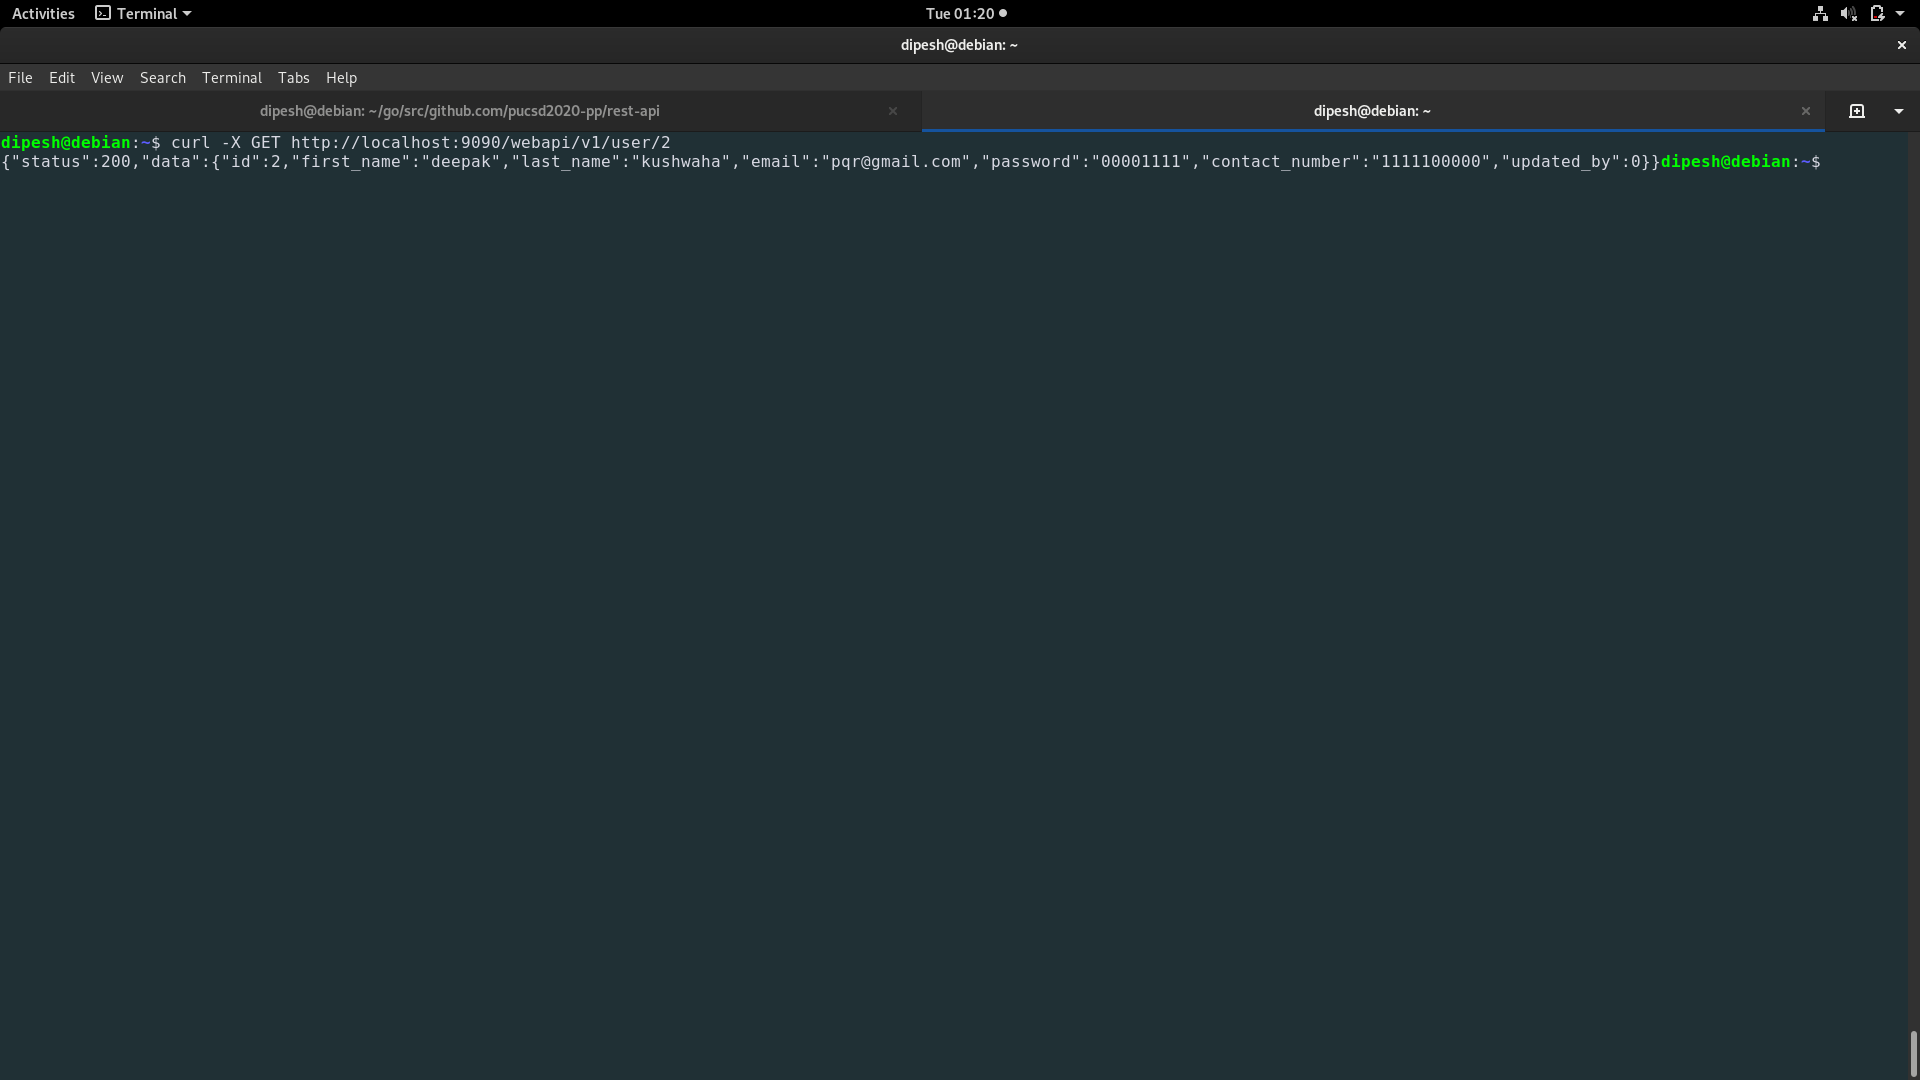 Activities Terminal Tue 01:20
dipesh@debian: ~
File Edit View Search Terminal Tabs Help
dipesh@debian: ~/go/src/github.com/pucsd2020-pp/rest-api dipesh@debian: ~
dipesh@debian:~$ curl -X GET http://localhost:9090/webapi/v1/user/2
{"status":200,"data":{"id":2,"first_name":"deepak","last_name":"kushwaha","email":"pqr@gmail.com","password":"00001111","contact_number":"1111100000","updated_by":0}}dipesh@debian:~$